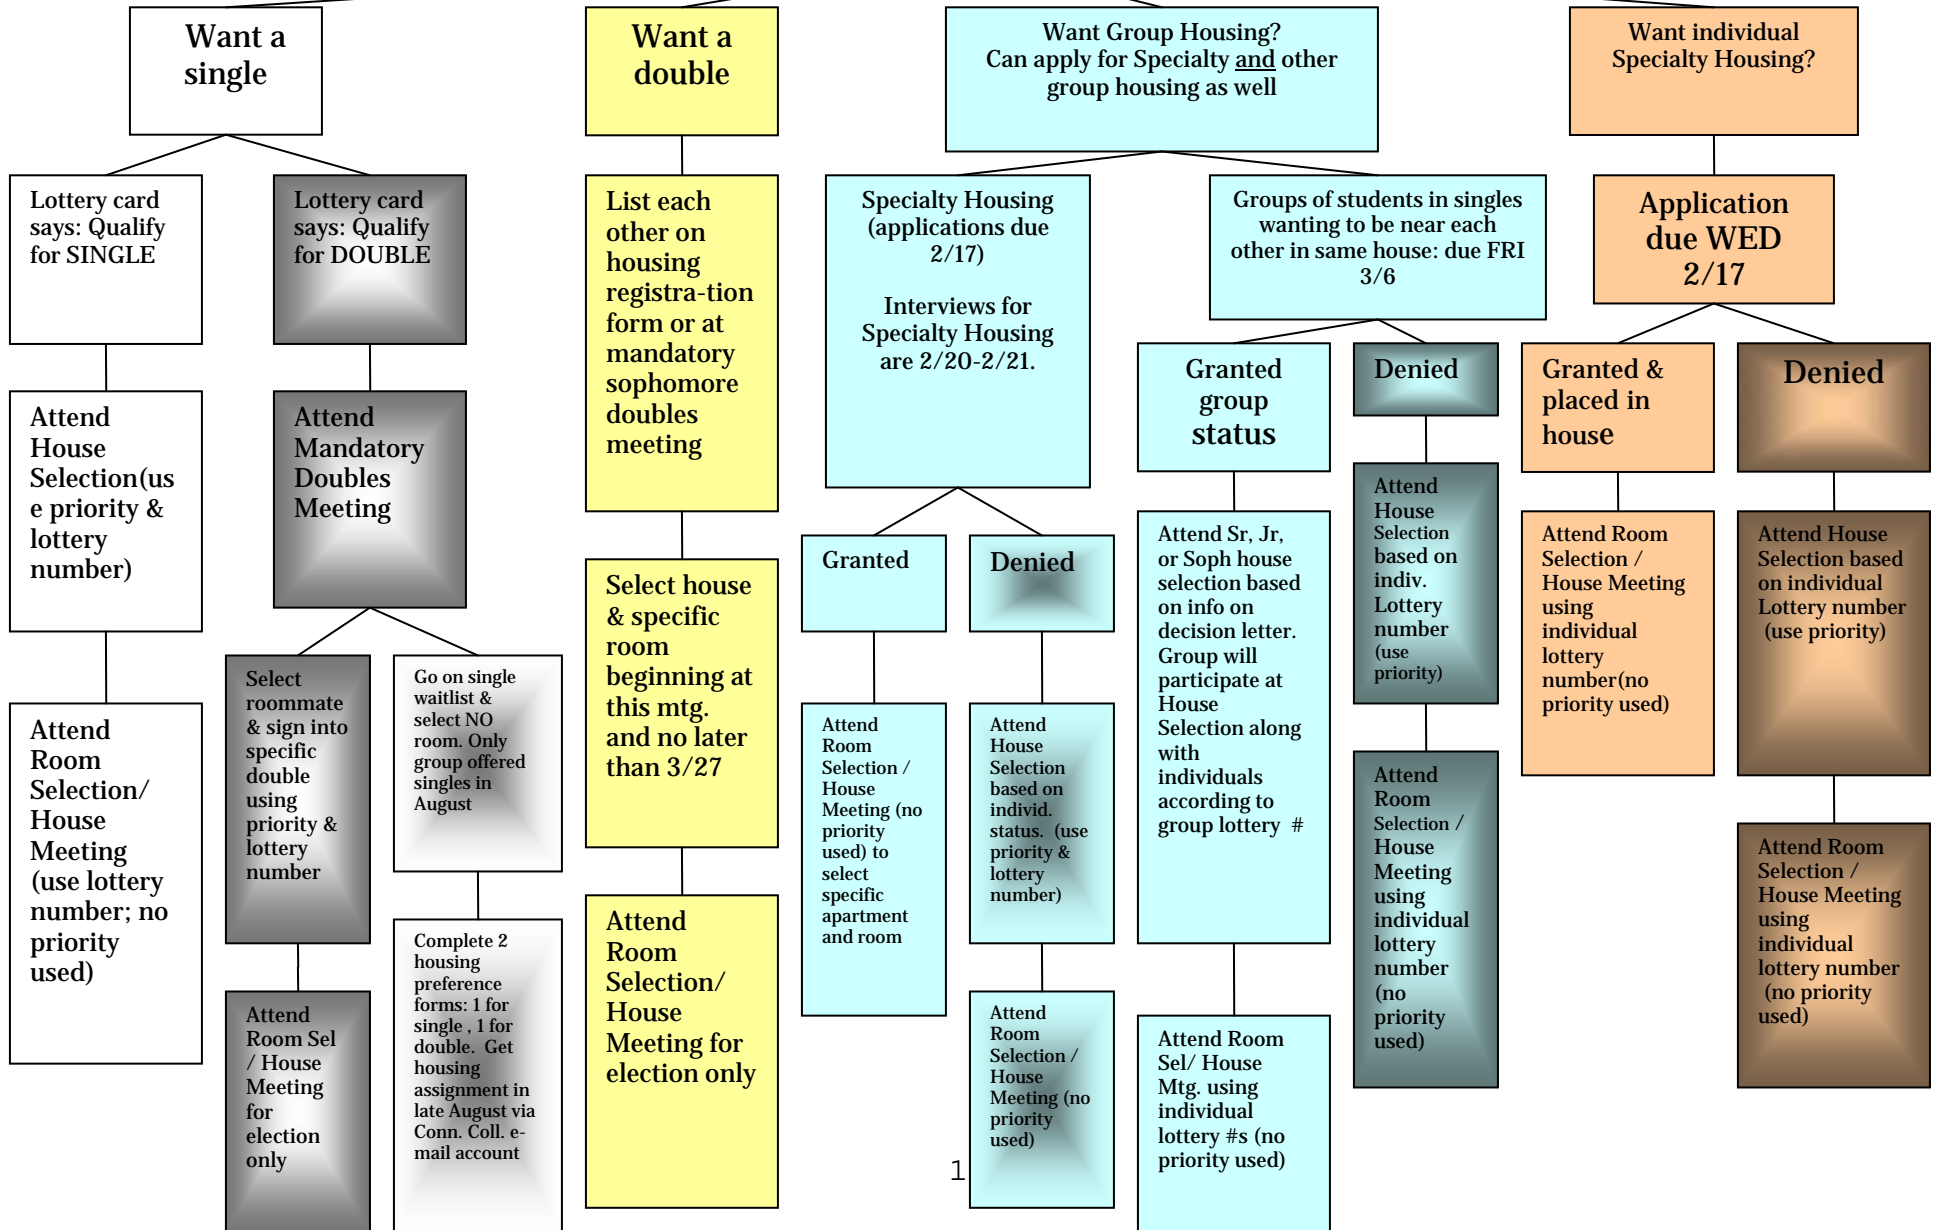 Want a
single
Want a
double
Want Group Housing?
Can apply for Specialty and other
group housing as well
Want individual
Specialty Housing?
Lottery card
says: Qualify
for SINGLE
Lottery card
says: Qualify
for DOUBLE
List each
other on
housing
registra-tion
form or at
mandatory
sophomore
doubles
meeting
Specialty Housing
(applications due
2/17)
Interviews for
Specialty Housing
are 2/20-2/21.
Groups of students in singles
wanting to be near each
other in same house: due FRI
3/6
Application
due WED
2/17
Granted
group
status
Denied
Granted &
placed in
house
Denied
Attend
House
Selection(us
e priority &
lottery
number)
Attend
Mandatory
Doubles
Meeting
Select house
& specific
room
beginning at
this mtg.
and no later
than 3/27
Granted
Denied
Attend Sr, Jr,
or Soph house
selection based
on info on
decision letter.
Group will
participate at
House
Selection along
with
individuals
according to
group lottery #
Attend
House
Selection
based on
indiv.
Lottery
number
(use
priority)
Attend Room
Selection /
House Meeting
using
individual
lottery
number(no
priority used)
Attend House
Selection based
on individual
Lottery number
(use priority)
Attend
Room
Selection/
House
Meeting
(use lottery
number; no
priority
used)
Select
roommate
& sign into
specific
double
using
priority &
lottery
number
Go on single
waitlist &
select NO
room. Only
group offered
singles in
August
Attend
Room
Selection /
House
Meeting (no
priority
used) to
select
specific
apartment
and room
Attend
House
Selection
based on
individ.
status. (use
priority &
lottery
number)
Attend
Room
Selection /
House
Meeting
using
individual
lottery
number
(no
priority
used)
Attend Room
Selection /
House Meeting
using
individual
lottery number
(no priority
used)
Attend
Room Sel
/ House
Meeting
for
election
only
Complete 2
housing
preference
forms: 1 for
single , 1 for
double. Get
housing
assignment in
late August via
Conn. Coll. e-
mail account
Attend
Room
Selection/
House
Meeting for
election only
Attend
Room
Selection /
House
Meeting (no
priority
used)
Attend Room
Sel/ House
Mtg. using
individual
lottery #s (no
priority used)
1